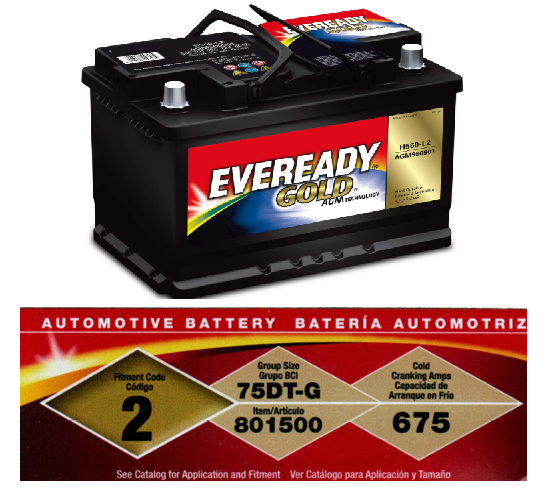 EVEREADY
GOLD
AGM TECHNOLOGY
H660-L2
AUTOMOTIVE BATTERY BATERÍA AUTOMOTRIZ
Fitment Code
Código
2
Group Size
Grupo BCI
75DT-G
Item/Artículo
801500
Cold
Cranking Amps
Capacidad de
Arranque en Frío
675
See Catalog for Application and Fitment Ver Catálogo para Aplicación y Tamaño